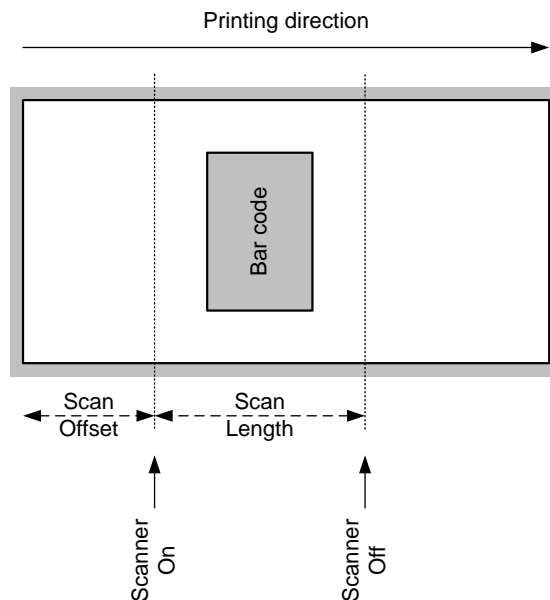 Printing direction
Bar code
Scan
Offset
Scan
Length
Scanner
On
Scanner
Off